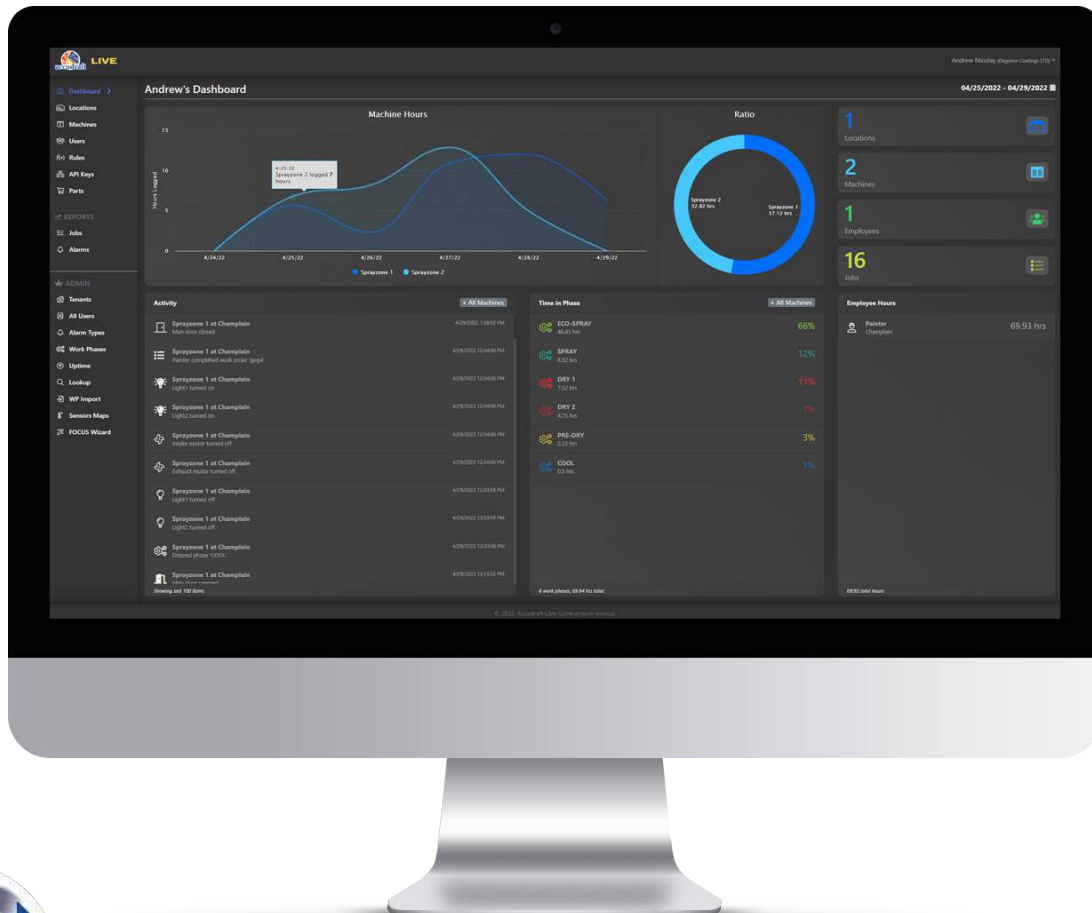 accudraft LIVE
Dashboard
Locations
Machines
Users
Rules
API Keys
Parts
REPORTS
Jobs
Alarms
ADMIN
Tenants
All Users
Alarm Types
Work Phases
Uptime
Lookup
WP Import
Sensors Maps
FOCUS Wizard
Andrew Nicolay
Andrew's Dashboard
04/25/2022 - 04/29/2022
Machine Hours
Hours Logged
15
10
5
0
4/25/22
Sprayzone 2 logged 7
hours
4/24/22 4/25/22 4/26/22 4/27/22 4/28/22 4/29/22
Sprayzone 1 Sprayzone 2
Ratio
Sprayzone 2
32.82 hrs
Sprayzone 1
37.12 hrs
1
Locations
2
Machines
1
Employees
16
Jobs
Activity
All Machines
Sprayzone 1 at Champlain
Man door closed
Sprayzone 1 at Champlain
Painter completed work order 'geg4'
Sprayzone 1 at Champlain
Light1 turned on
Sprayzone 1 at Champlain
Light2 turned on
Sprayzone 1 at Champlain
Intake motor turned off
Sprayzone 1 at Champlain
Exhaust motor turned off
Sprayzone 1 at Champlain
Light1 turned off
Sprayzone 1 at Champlain
Light2 turned off
Sprayzone 1 at Champlain
Entered phase 'COOL'
Sprayzone 1 at Champlain
Man door opened
Showing last 100 items
Time in Phase
All Machines
ECO-SPRAY 66%
46.43 hrs
SPRAY 12%
8.52 hrs
DRY 1 11%
7.52 hrs
DRY 2 7%
4.75 hrs
PRE-DRY 3%
2.22 hrs
COOL 1%
0.5 hrs
6 work phases, 69.94 hrs total
Employee Hours
Painter 69.93 hrs
Champlain
69.93 total hours
© 2022 Accudraft Live